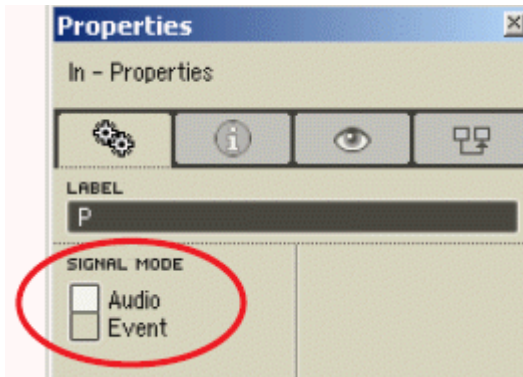 Properties
In - Properties
LABEL
P
SIGNAL MODE
Audio
Event